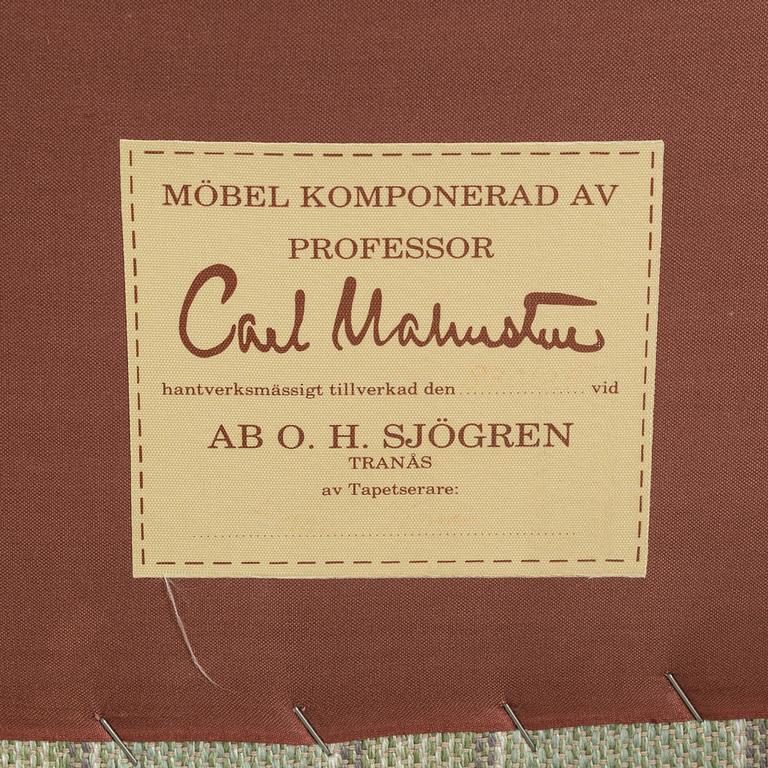 MÖBEL KOMPONERAD AV
PROFESSOR
Carl Malmsten
hantverksmässigt tillverkad den .................. vid
AB O. H. SJÖGREN
TRANÅS
av Tapetserare: